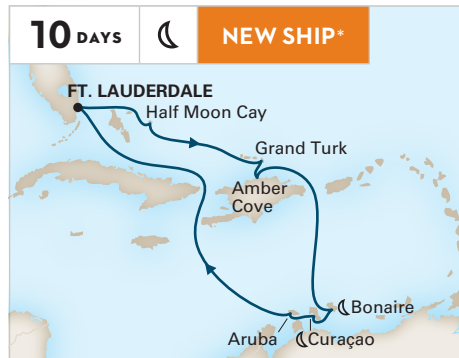 10 DAYS
NEW SHIP*
FT. LAUDERDALE
Half Moon Cay
Grand Turk
Amber
Cove
Bonaire
Aruba
Curaçao